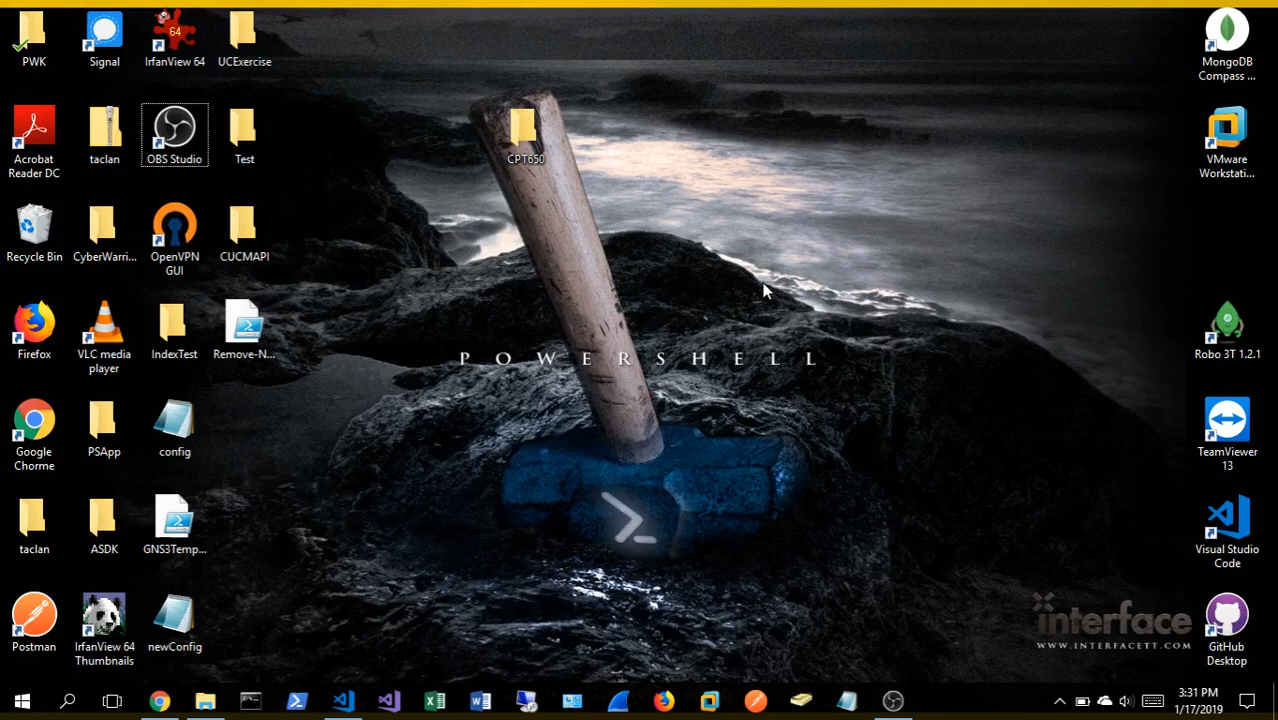 PWK
Signal
IrfanView 64
UCExercise
MongoDB
Compass ...
64
Acrobat
Reader DC
taclan
OBS Studio
Test
CPT650
VMware
Workstati...
Recycle Bin
CyberWarri...
OpenVPN
GUI
CUCMAPI
Firefox
VLC media
player
IndexTest
Remove-N...
Robo 3T 1.2.1
POWERSHELL
Google
Chorme
PSApp
config
TeamViewer
13
taclan
ASDK
GNS3Temp...
Visual Studio
Code
Postman
IrfanView 64
Thumbnails
newConfig
interface
WWW.INTERFACETT.COM
GitHub
Desktop
3:31 PM
1/17/2019